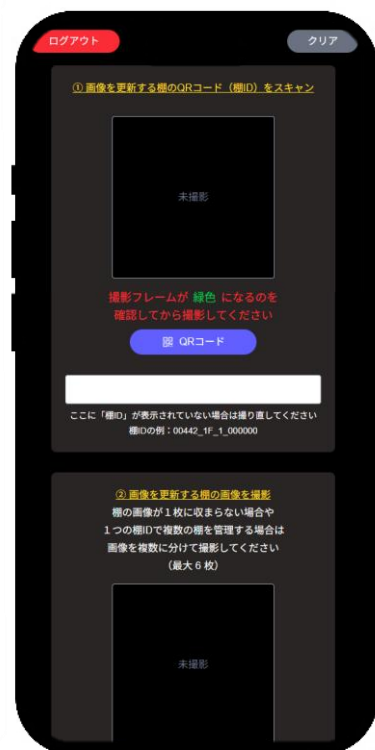 ログアウト
クリア
① 画像を更新する棚のQRコード（棚ID）をスキャン
未撮影
撮影フレームが 緑色 になるのを
確認してから撮影してください
QRコード
ここに「棚ID」が表示されていない場合は撮り直してください
棚IDの例：00442_1F_1_000000
② 画像を更新する棚の画像を撮影
棚の画像が１枚に収まらない場合や
１つの棚IDで複数の棚を管理する場合は
画像を複数に分けて撮影してください
（最大６枚）
未撮影